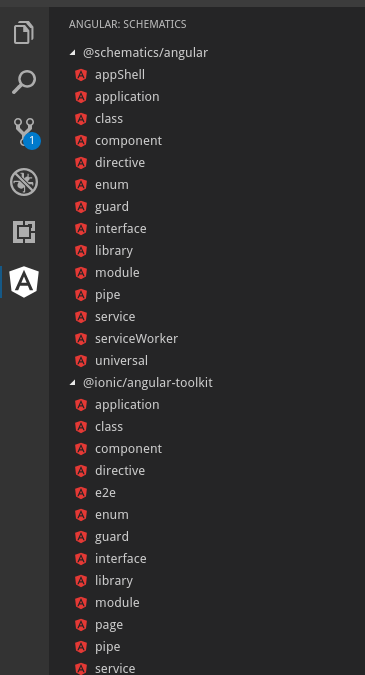 ANGULAR: SCHEMATICS
@schematics/angular
appShell
application
class
component
directive
enum
guard
interface
library
module
pipe
service
serviceWorker
universal
@ionic/angular-toolkit
application
class
component
directive
e2e
enum
guard
interface
library
module
page
pipe
service
1